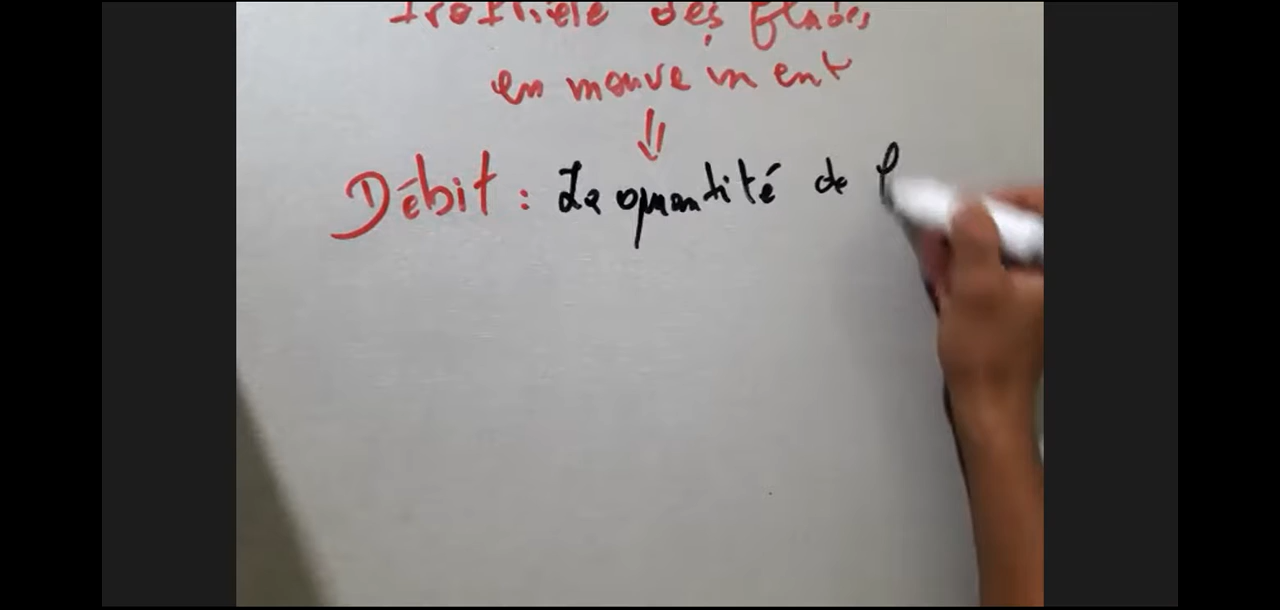 des fluides
en mouvement
Débit : La quantité de